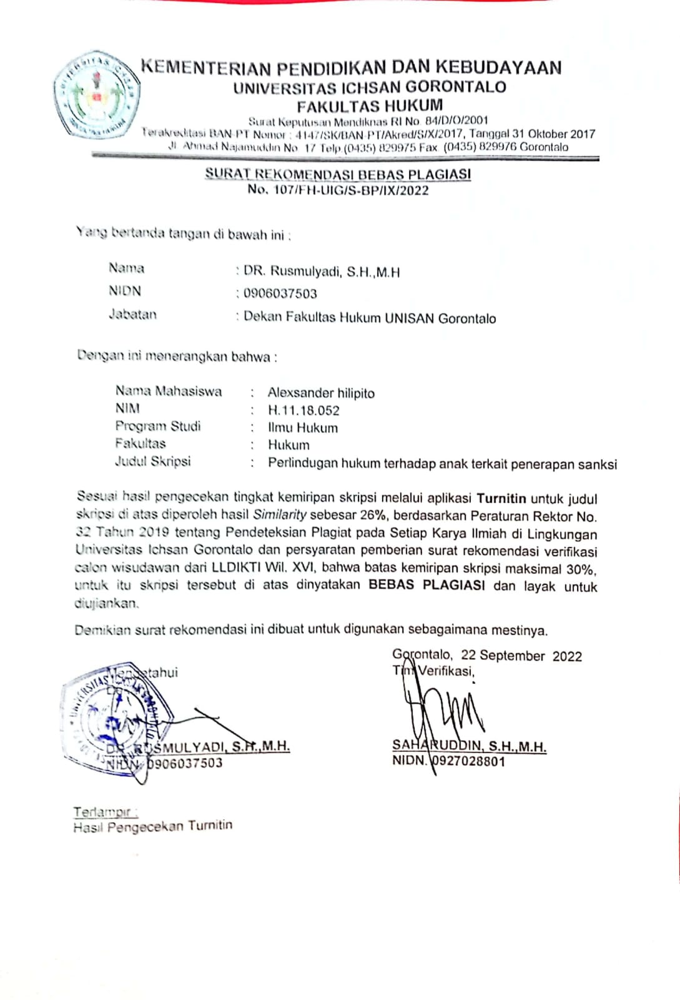 KEMENTERIAN PENDIDIKAN DAN KEBUDAYAAN
UNIVERSITAS ICHSAN GORONTALO
FAKULTAS HUKUM
Surat Keputusan Mendiknas RI No. 84/D/O/2001
Terakreditasi BAN-PT Nomor : 4147/SK/BAN-PT/Akred/S/X/2017, Tanggal 31 Oktober 2017
Jl. Ahmad Najamuddin No. 17 Telp.(0435) 829975 Fax. (0435) 829976 Gorontalo
SURAT REKOMENDASI BEBAS PLAGIASI
No. 107/FH-UIG/S-BP/IX/2022
Yang bertanda tangan di bawah ini :
Nama : DR. Rusmulyadi, S.H.,M.H
NIDN : 0906037503
Jabatan : Dekan Fakultas Hukum UNISAN Gorontalo
Dengan ini menerangkan bahwa :
Nama Mahasiswa : Alexsander hilipito
NIM : H.11.18.052
Program Studi : Ilmu Hukum
Fakultas : Hukum
Judul Skripsi : Perlindugan hukum terhadap anak terkait penerapan sanksi
Sesuai hasil pengecekan tingkat kemiripan skripsi melalui aplikasi Turnitin untuk judul
skripsi di atas diperoleh hasil Similarity sebesar 26%, berdasarkan Peraturan Rektor No.
32 Tahun 2019 tentang Pendeteksian Plagiat pada Setiap Karya Ilmiah di Lingkungan
Universitas Ichsan Gorontalo dan persyaratan pemberian surat rekomendasi verifikasi
calon wisudawan dari LLDIKTI Wil. XVI, bahwa batas kemiripan skripsi maksimal 30%,
untuk itu skripsi tersebut di atas dinyatakan BEBAS PLAGIASI dan layak untuk
diujiankan.
Demikian surat rekomendasi ini dibuat untuk digunakan sebagaimana mestinya.
Gorontalo, 22 September 2022
Mengetahui
Tim Verifikasi,
DR. RUSMULYADI, S.H.,M.H.
NIDN. 0906037503
SAHARUDDIN, S.H.,M.H.
NIDN. 0927028801
Terlampir :
Hasil Pengecekan Turnitin